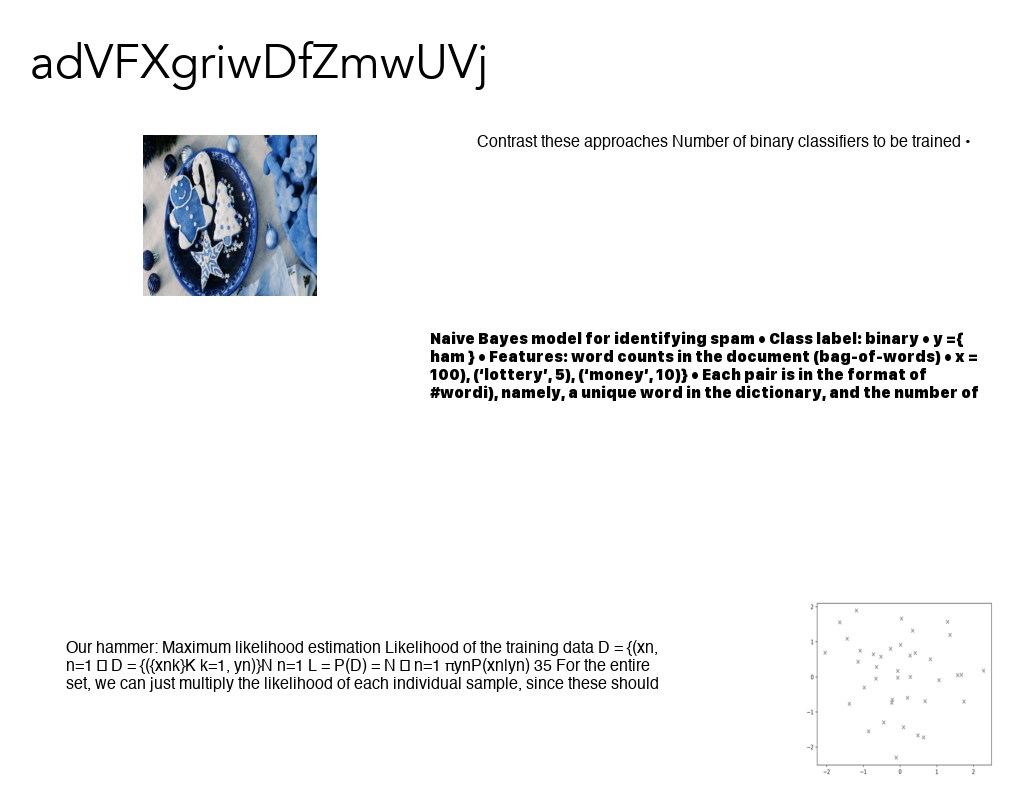 adVFXgriwDfZmwUVj
Contrast these approaches Number of binary classifiers to be trained •
Naive Bayes model for identifying spam • Class label: binary • y ={
ham } • Features: word counts in the document (bag-of-words) • x =
100), (‘lottery’, 5), (‘money’, 10)} • Each pair is in the format of
#wordi), namely, a unique word in the dictionary, and the number of
Our hammer: Maximum likelihood estimation Likelihood of the training data D = {(xn,
n=1 □ D = {({xnk}K k=1, yn)}N n=1 L = P(D) = N □ n=1 πynP(xn|yn) 35 For the entire
set, we can just multiply the likelihood of each individual sample, since these should
2
1
0
−1
−2
−2 −1 0 1 2